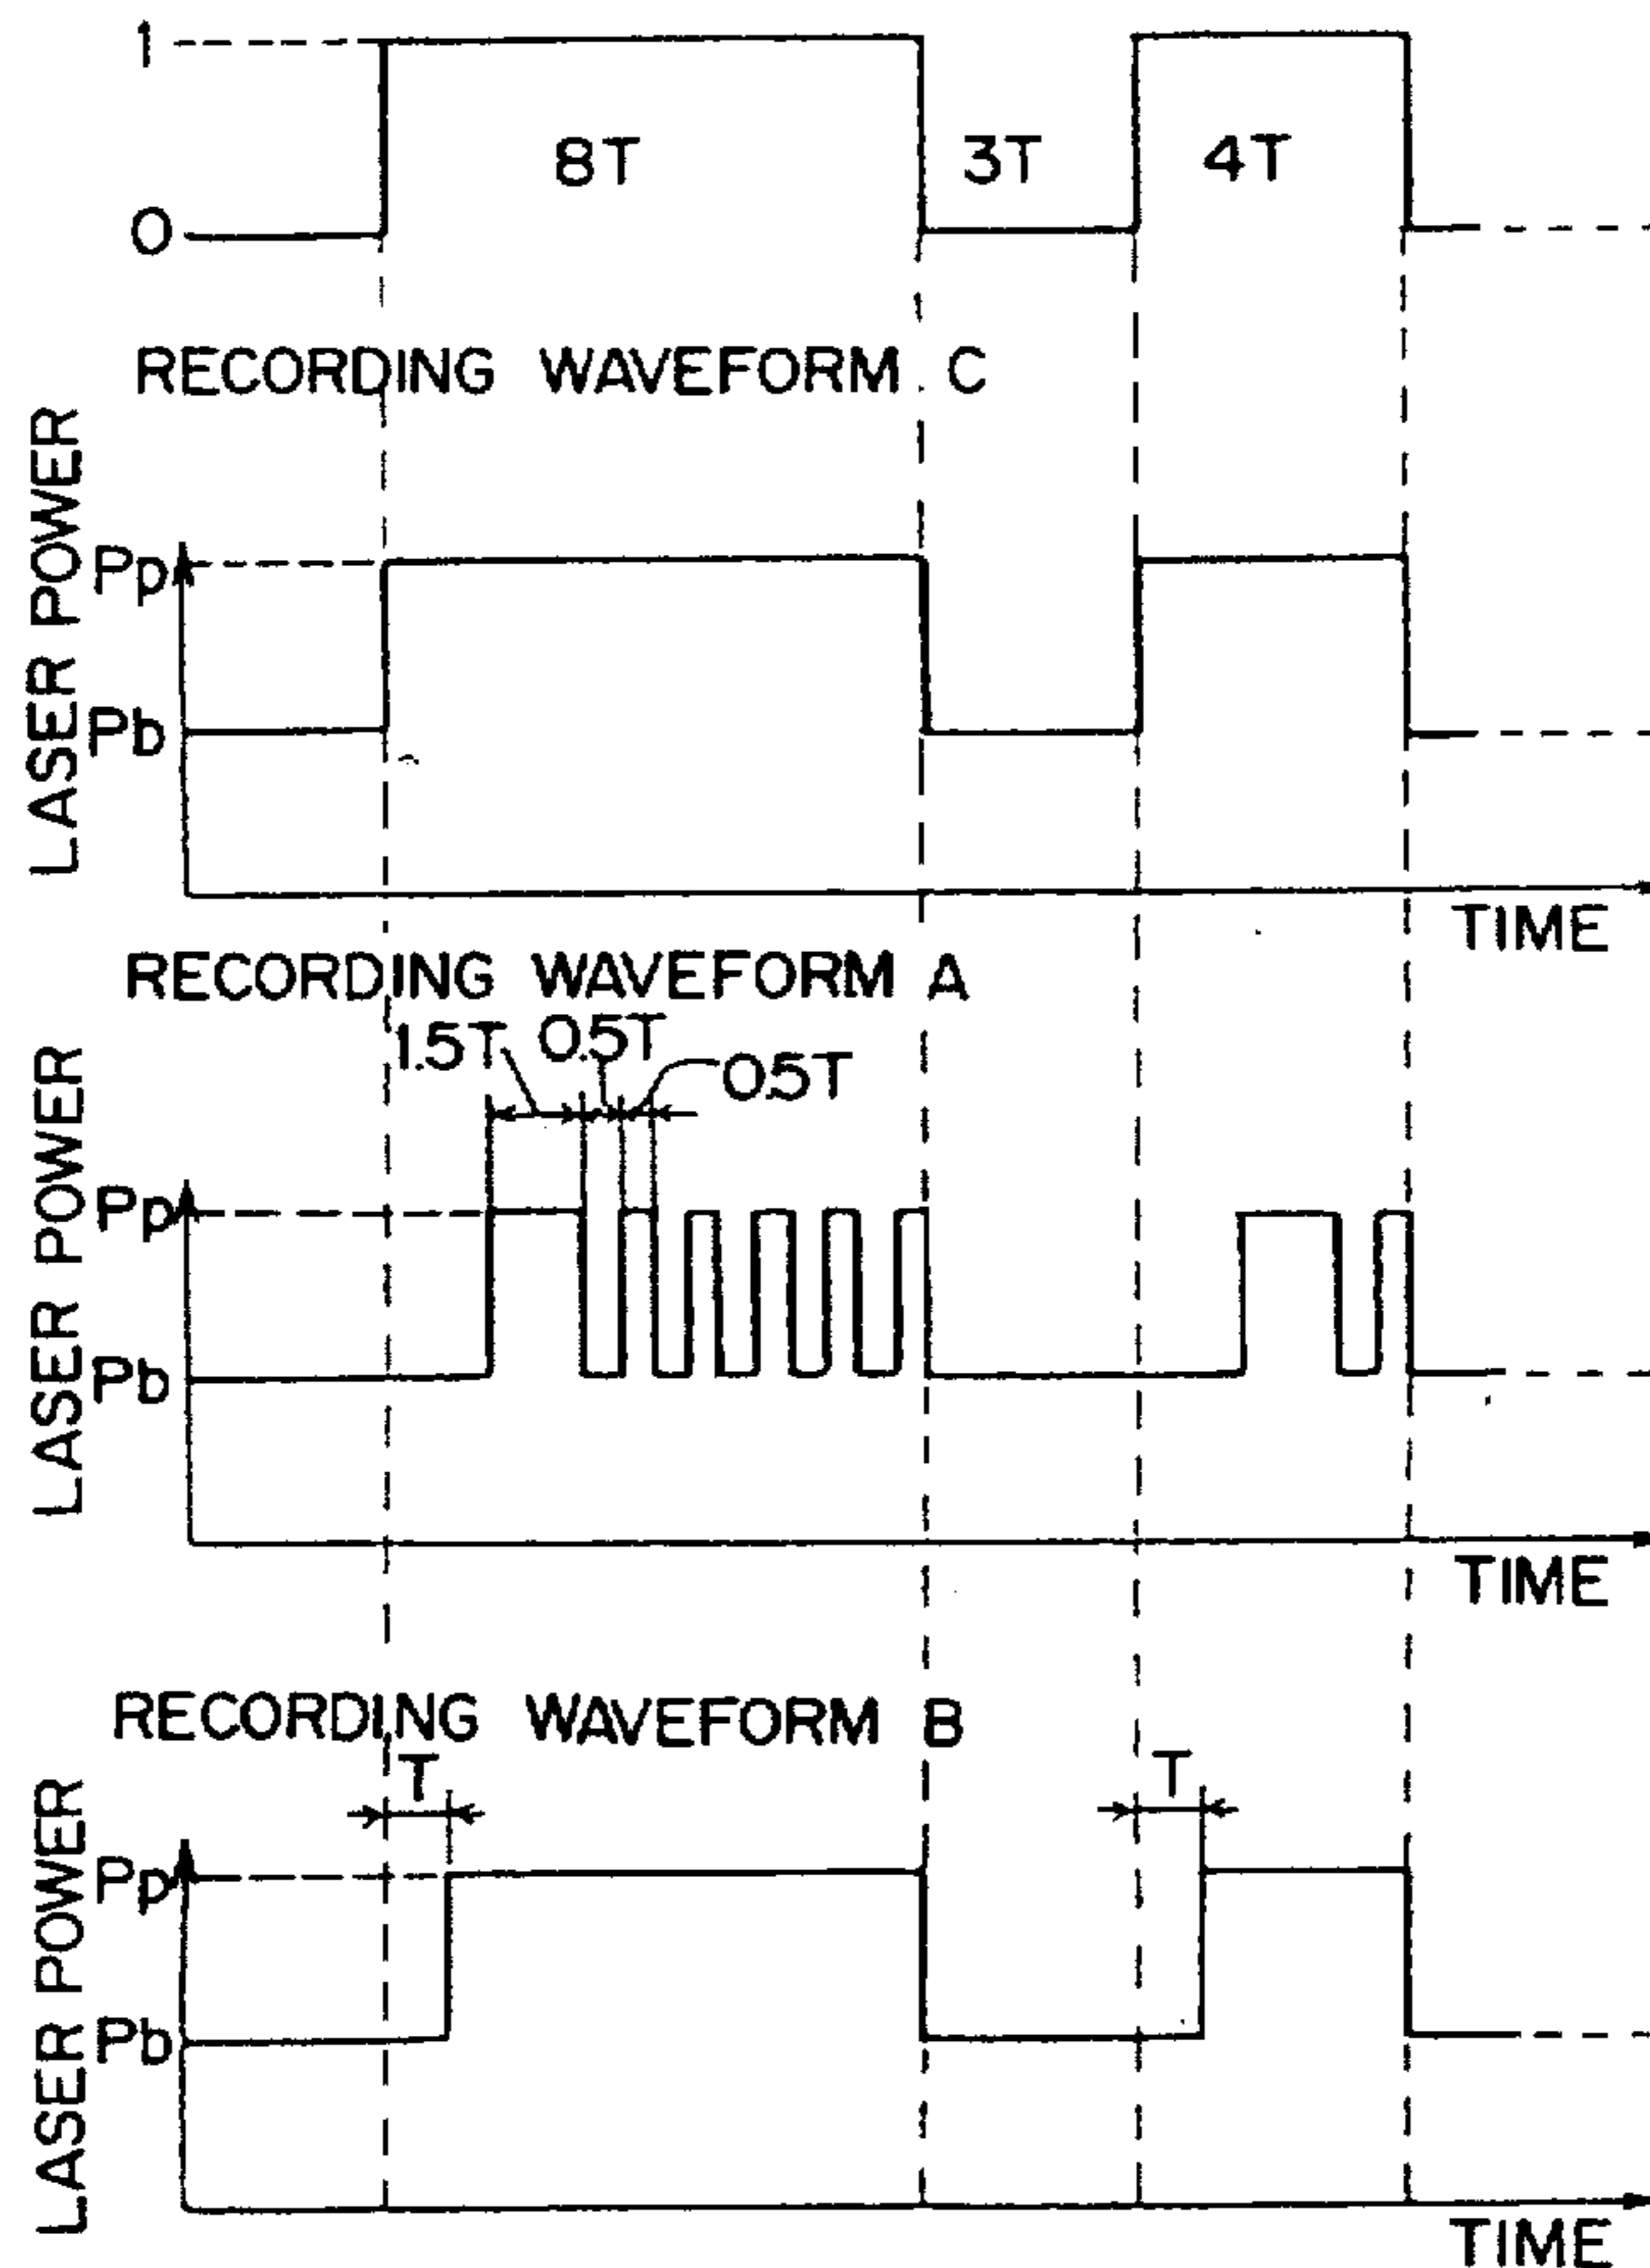 1
8T 3T 4T
0
RECORDING WAVEFORM C
LASER POWER
Pp
Pb
TIME
RECORDING WAVEFORM A
1.5T 0.5T 0.5T
LASER POWER
Pp
Pb
TIME
RECORDING WAVEFORM B
T T
LASER POWER
Pp
Pb
TIME